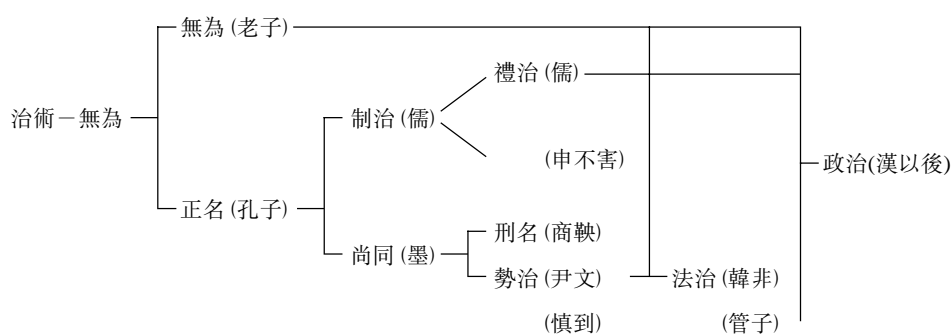 無為(老子)
禮治(儒)
治術－無為
制治(儒)
(申不害)
政治(漢以後)
正名(孔子)
刑名(商鞅)
尚同(墨)
勢治(尹文)
法治(韓非)
(慎到)
(管子)